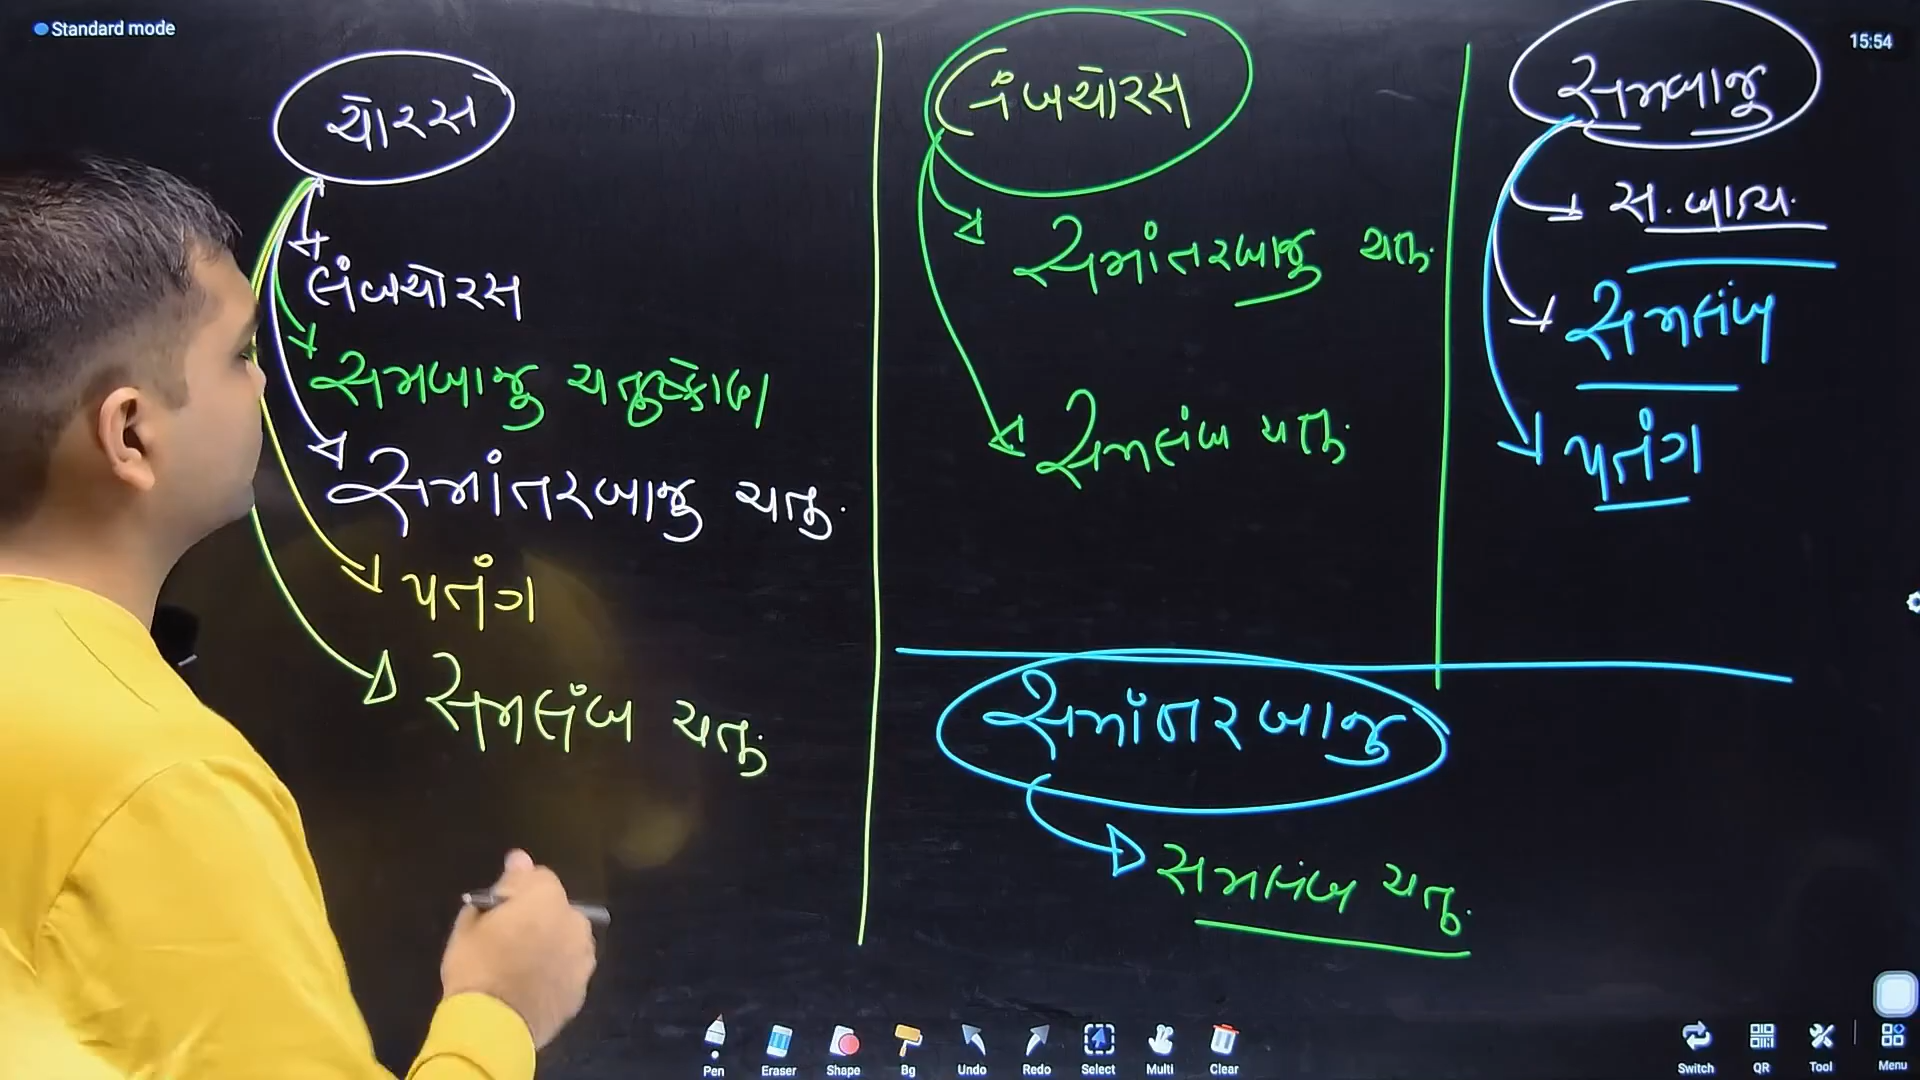 Standard mode
15:54
ચોરસ
લંબચોરસ
સમબાજુ ચતુષ્કોણ
સમાંતરબાજુ ચતુ.
પતંગ
સમલંબ ચતુ.
લંબચોરસ
સમાંતરબાજુ ચતુ.
સમલંબ ચતુ.
સમબાજુ
સ.બાચ.
સમલંબ
પતંગ
સમાંતરબાજુ
સમલંબ ચતુ.
Pen Eraser Shape Bg Undo Redo Select Multi Clear
Switch QR Tool Menu